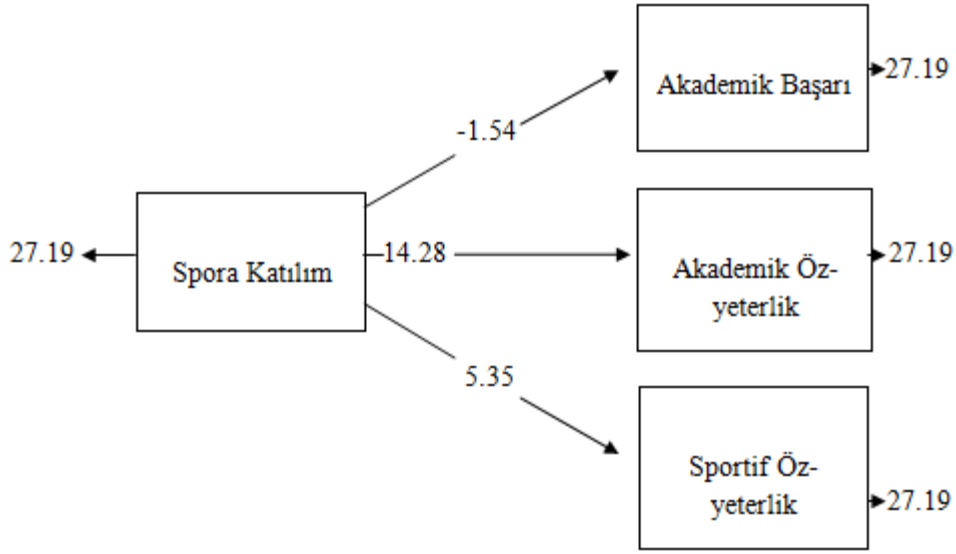 Akademik Başarı
27.19
-1.54
27.19
Spora Katılım
14.28
Akademik Öz-
yeterlik
27.19
5.35
Sportif Öz-
yeterlik
27.19